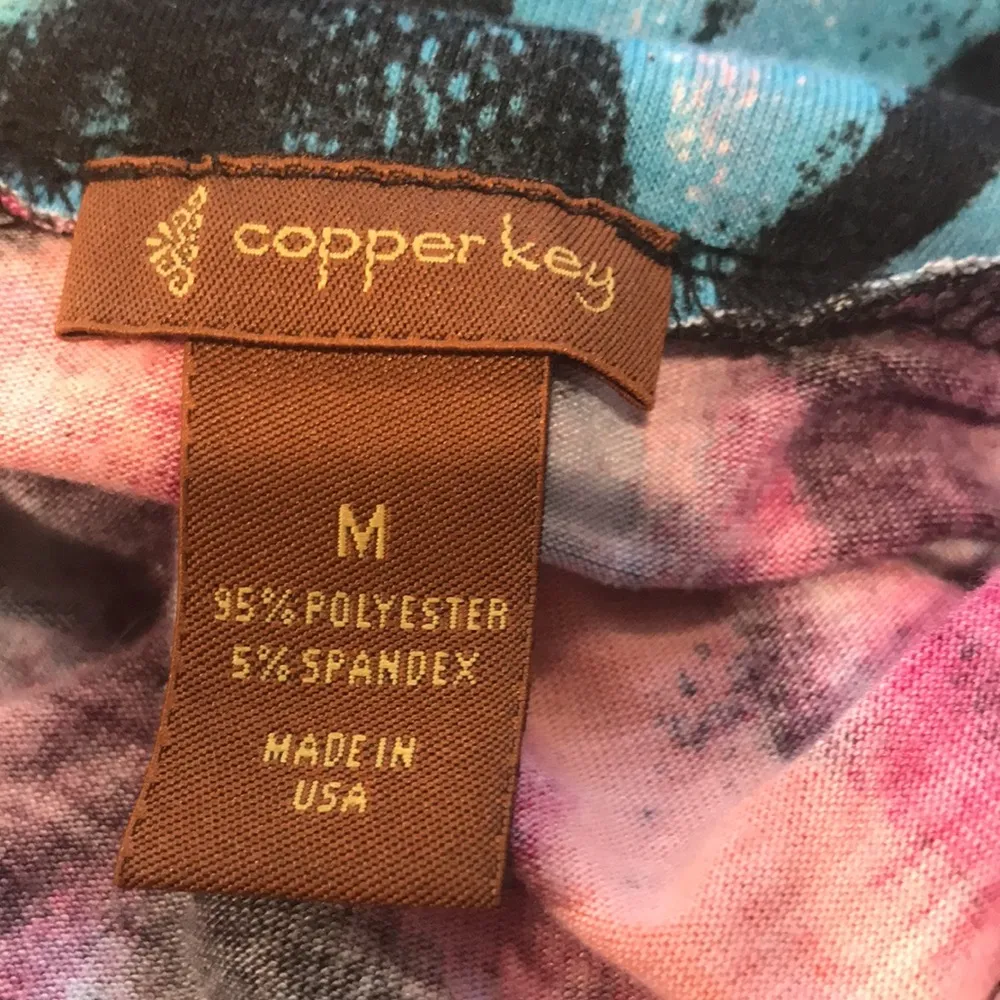 copper key
M
95% POLYESTER
5% SPANDEX
MADE IN
USA